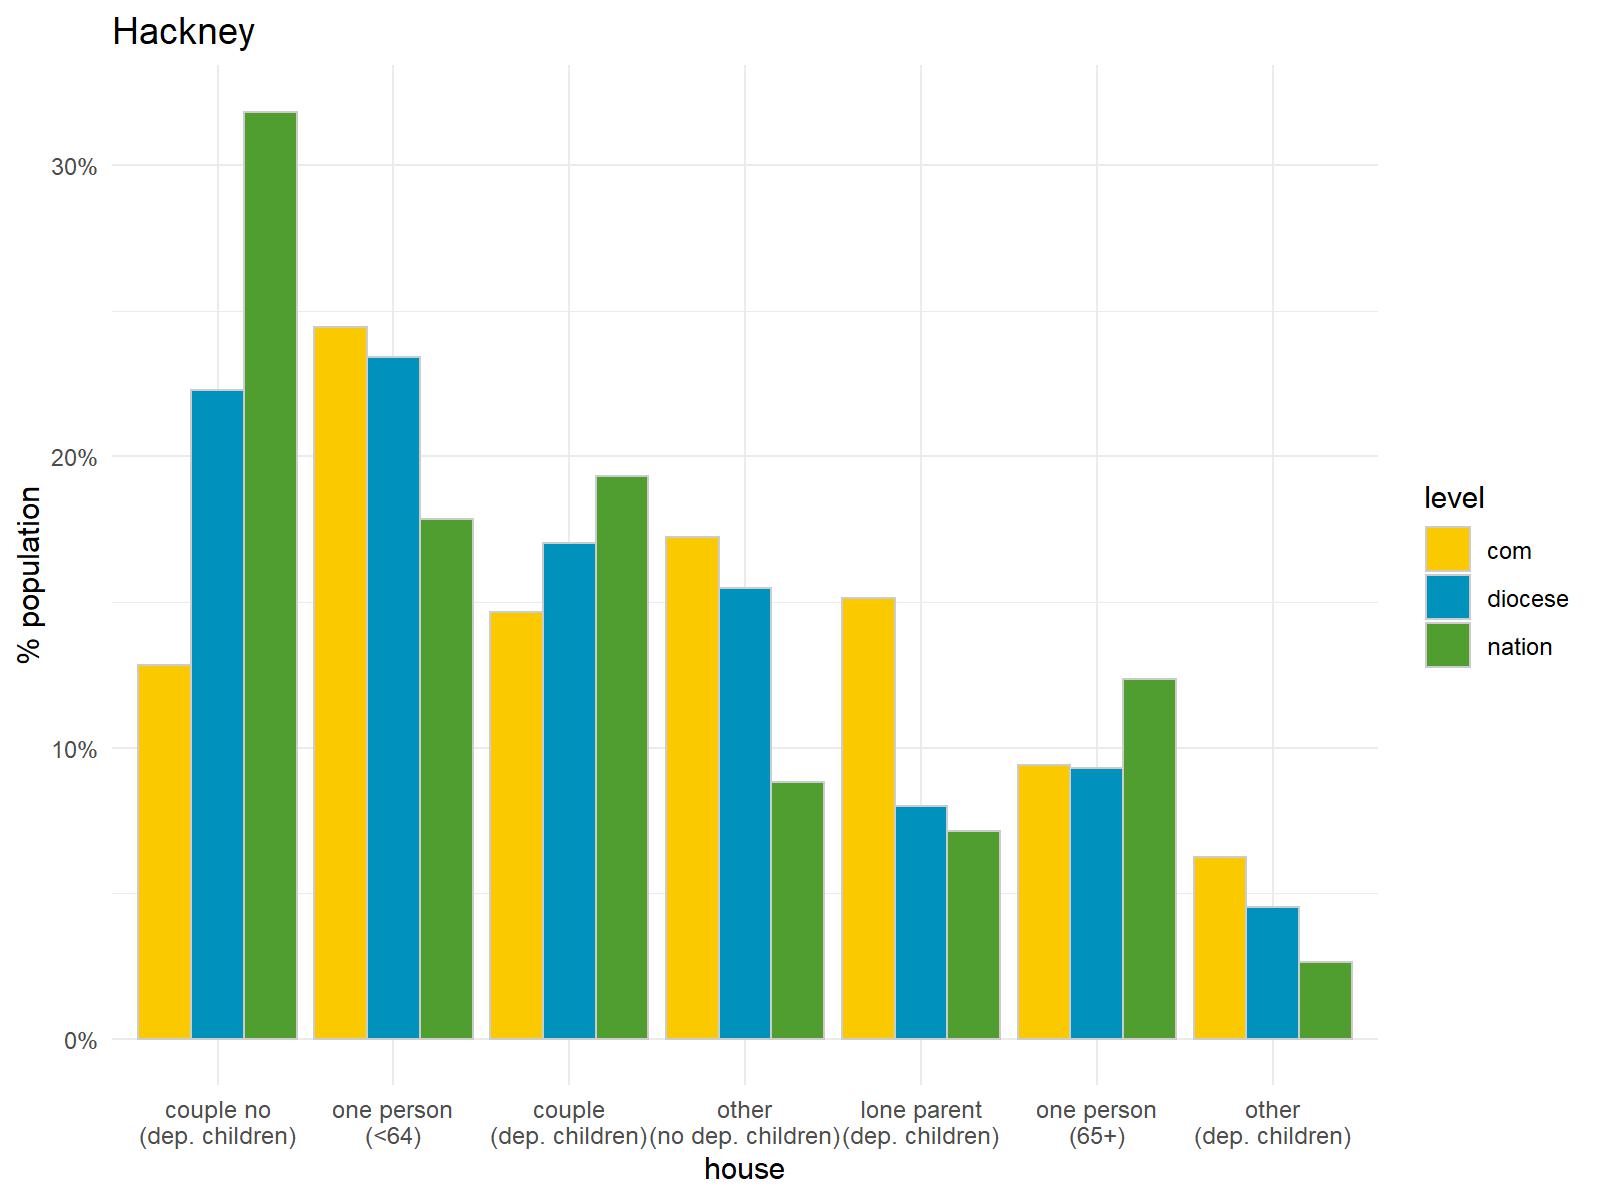 Hackney
30%
20%
10%
0%
% population
couple no
(dep. children)
one person
(<64)
couple
(dep. children)
other
(no dep. children)
lone parent
(dep. children)
one person
(65+)
other
(dep. children)
house
level
com
diocese
nation